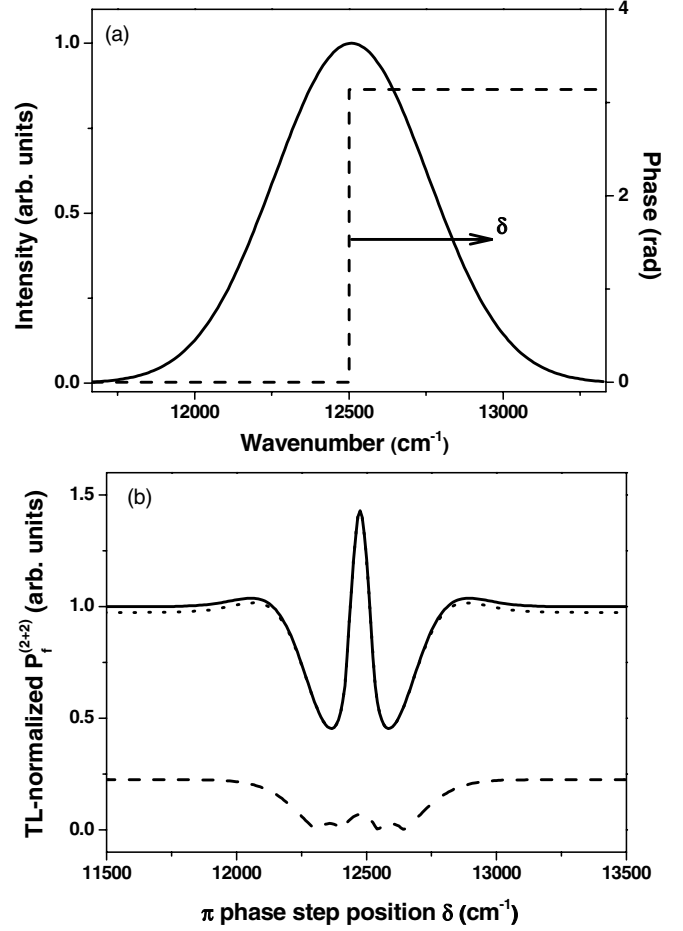 (a)
4
1.0
Intensity (arb. units)
Phase (rad)
0.5
2
δ
0.0
0
12000
12500
13000
Wavenumber (cm⁻¹)
(b)
1.5
TL-normalized P_f^(2+2) (arb. units)
1.0
0.5
0.0
11500
12000
12500
13000
13500
π phase step position δ (cm⁻¹)